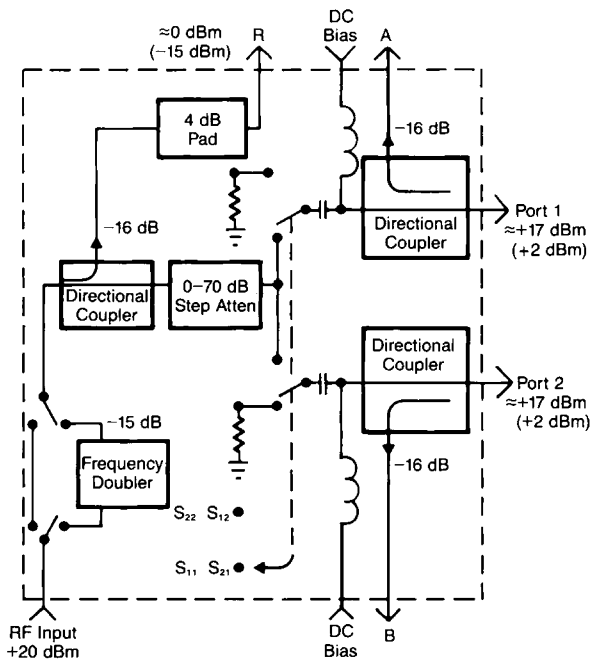 ≈0 dBm
(−15 dBm)
R
DC
Bias
A
4 dB
Pad
−16 dB
−16 dB
Directional
Coupler
Port 1
≈+17 dBm
(+2 dBm)
Directional
Coupler
0–70 dB
Step Atten
Directional
Coupler
Port 2
≈+17 dBm
(+2 dBm)
−15 dB
Frequency
Doubler
−16 dB
S22 S12
S11 S21
RF Input
+20 dBm
DC
Bias
B